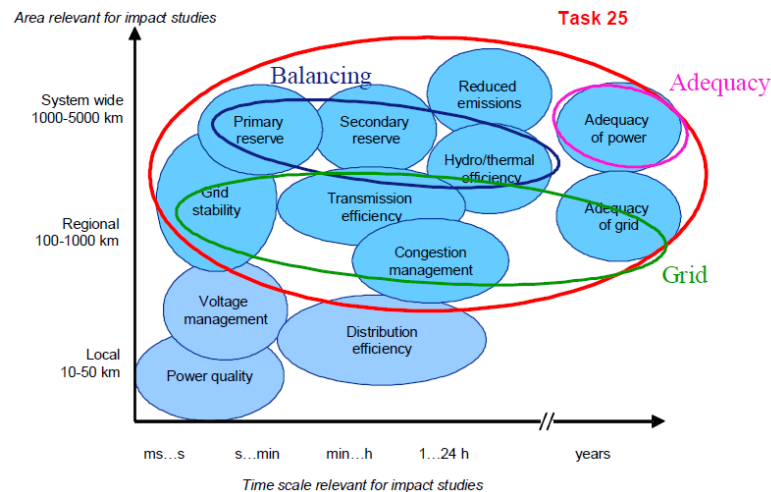 Area relevant for impact studies
Task 25
Balancing
Adequacy
System wide
1000-5000 km
Primary
reserve
Secondary
reserve
Reduced
emissions
Adequacy
of power
Hydro/thermal
efficiency
Grid
stability
Transmission
efficiency
Adequacy
of grid
Regional
100-1000 km
Congestion
management
Grid
Voltage
management
Distribution
efficiency
Local
10-50 km
Power quality
ms…s
s…min
min…h
1…24 h
years
Time scale relevant for impact studies